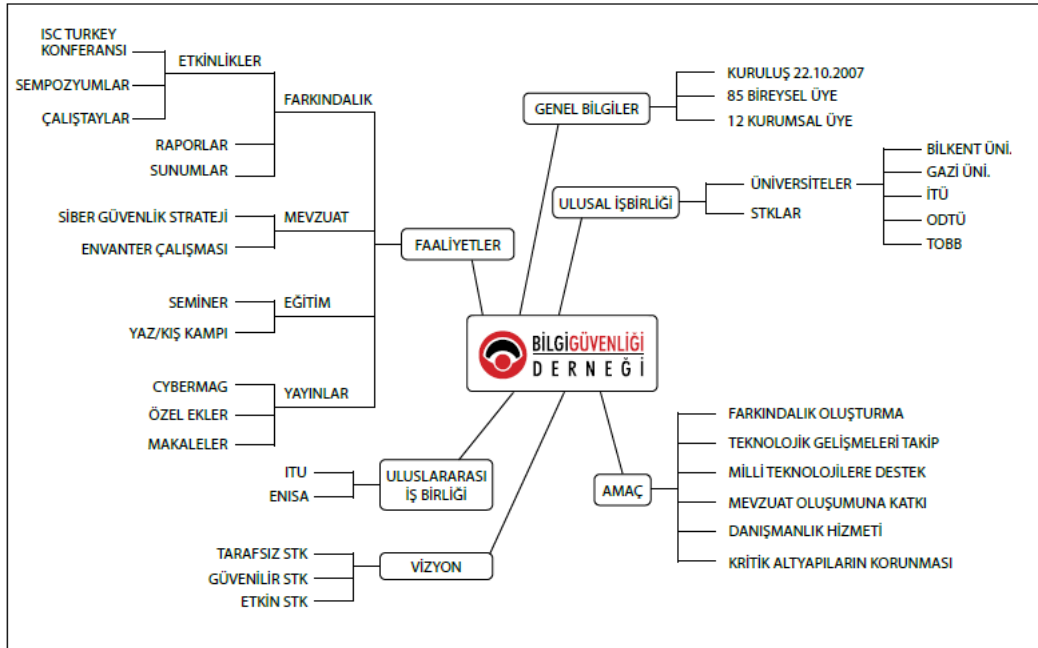 ISC TURKEY
KONFERANSI
SEMPOZYUMLAR
ÇALIŞTAYLAR
ETKİNLİKLER
RAPORLAR
SUNUMLAR
FARKINDALIK
SİBER GÜVENLİK STRATEJİ
ENVANTER ÇALIŞMASI
MEVZUAT
SEMİNER
YAZ/KIŞ KAMPI
EĞİTİM
CYBERMAG
ÖZEL EKLER
MAKALELER
YAYINLAR
FAALİYETLER
GENEL BİLGİLER
KURULUŞ 22.10.2007
85 BİREYSEL ÜYE
12 KURUMSAL ÜYE
ULUSAL İŞBİRLİĞİ
ÜNİVERSİTELER
STKLAR
BİLKENT ÜNİ.
GAZİ ÜNİ.
İTÜ
ODTÜ
TOBB
BİLGİGÜVENLİĞİ
DERNEĞİ
ITU
ENISA
ULUSLARARASI
İŞ BİRLİĞİ
TARAFSIZ STK
GÜVENİLİR STK
ETKİN STK
VİZYON
AMAÇ
FARKINDALIK OLUŞTURMA
TEKNOLOJİK GELİŞMELERİ TAKİP
MİLLİ TEKNOLOJİLERE DESTEK
MEVZUAT OLUŞUMUNA KATKI
DANIŞMANLIK HİZMETİ
KRİTİK ALTYAPILARIN KORUNMASI